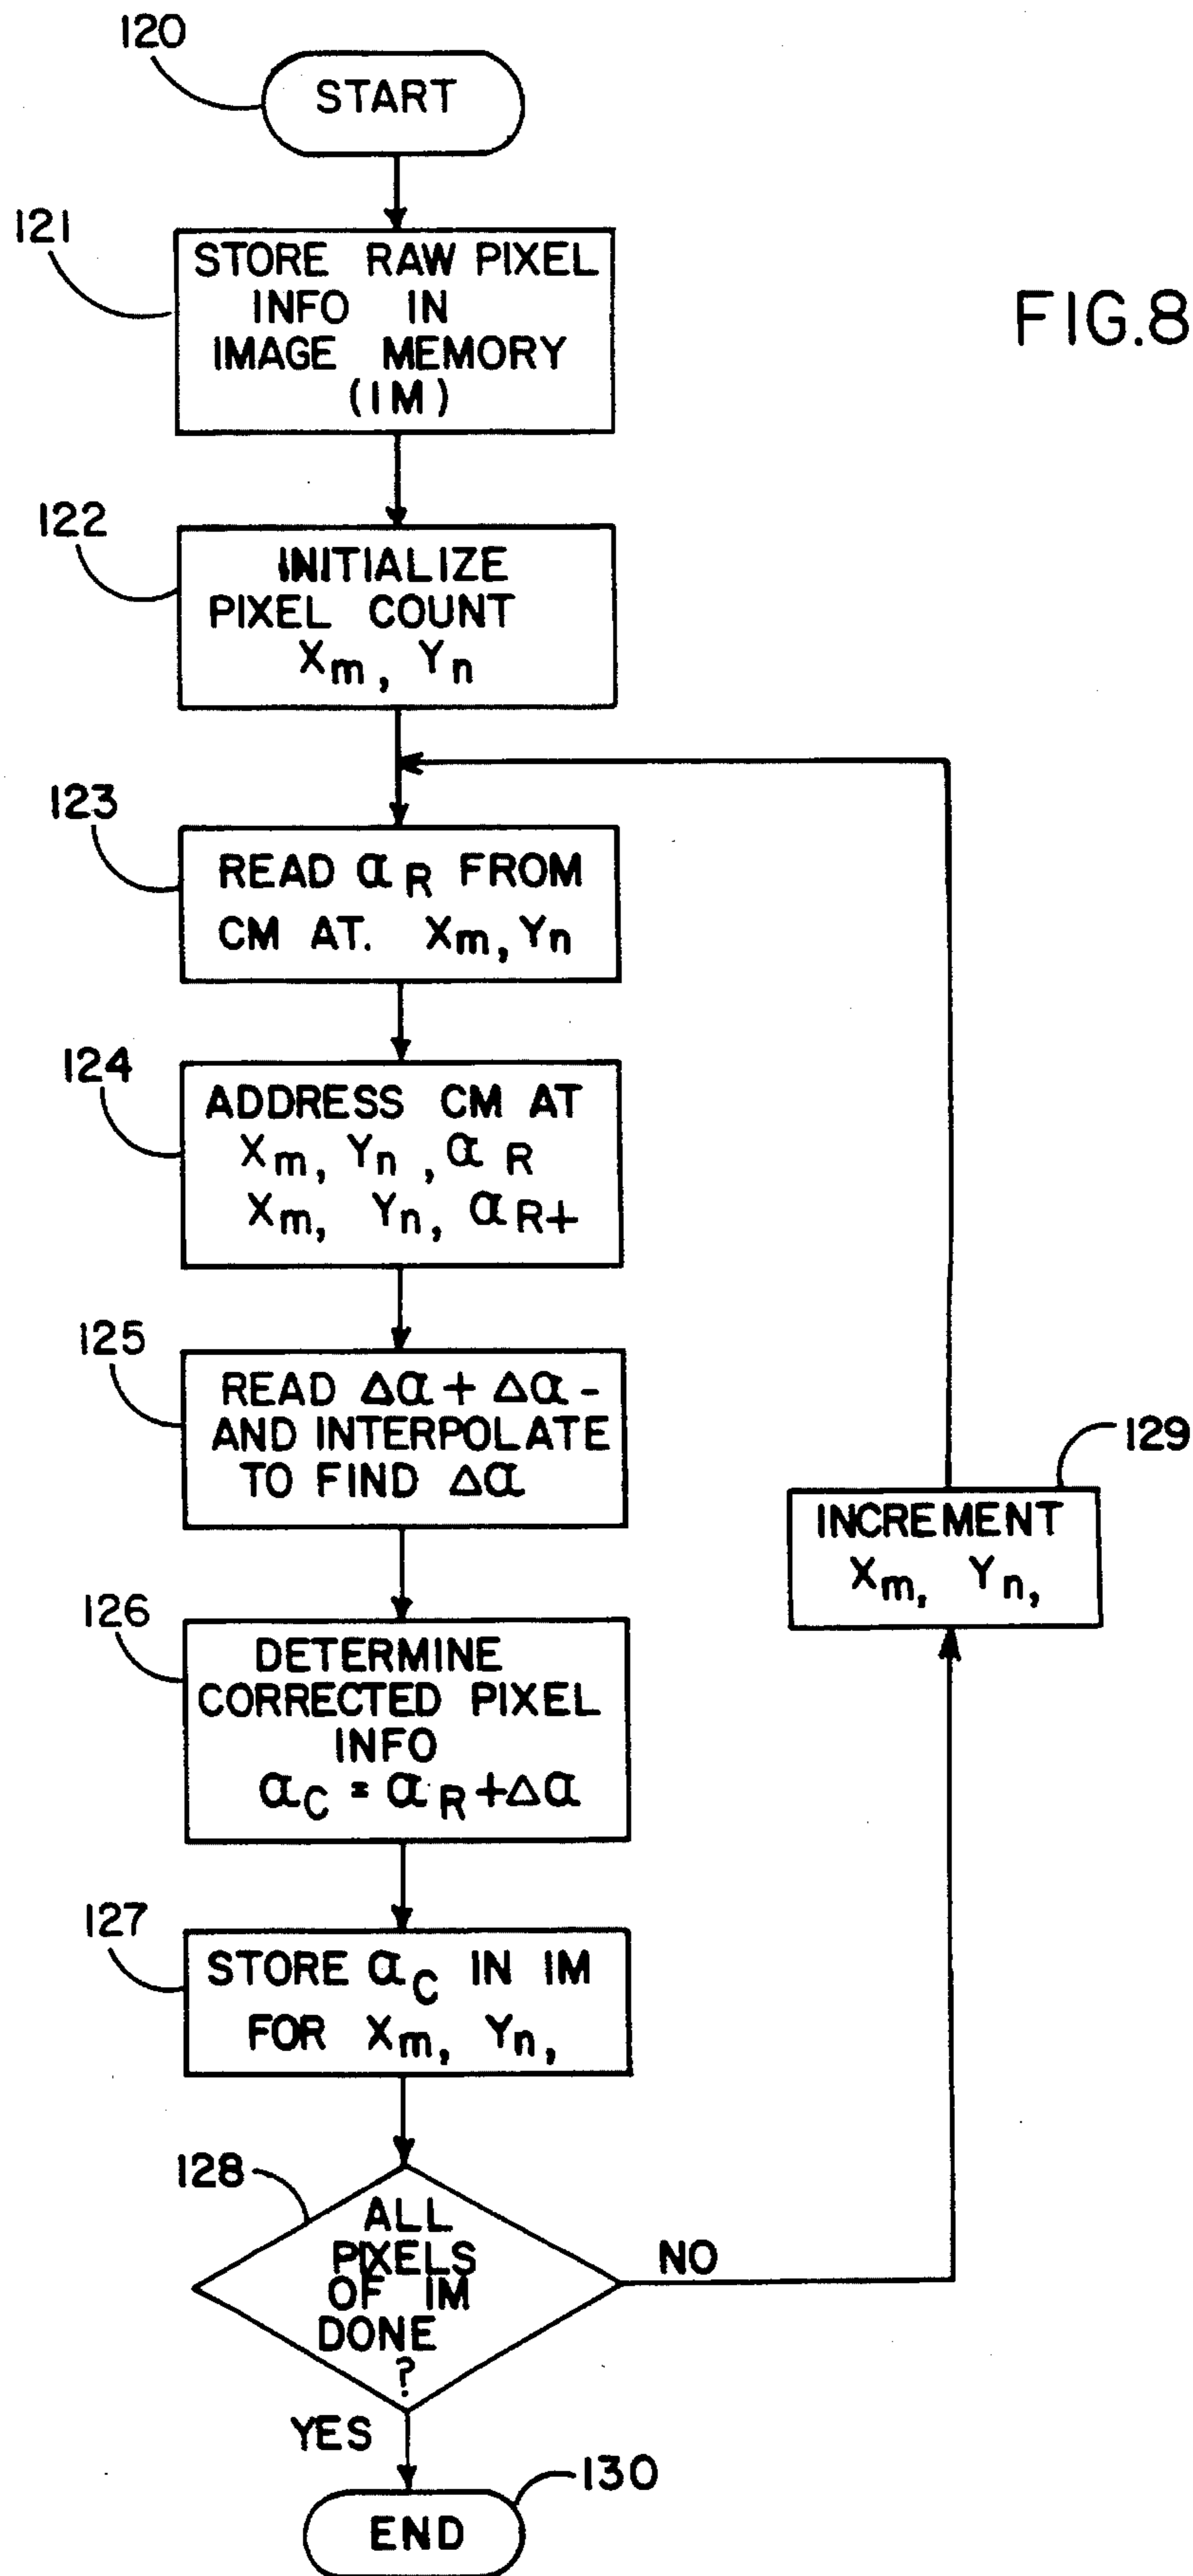 120
START
121
STORE RAW PIXEL
INFO IN
IMAGE MEMORY
(IM)
FIG.8
122
INITIALIZE
PIXEL COUNT
Xm, Yn
123
READ αR FROM
CM AT. Xm, Yn
124
ADDRESS CM AT
Xm, Yn, αR
Xm, Yn, αR+
125
READ Δα+ Δα-
AND INTERPOLATE
TO FIND Δα
129
INCREMENT
Xm, Yn,
126
DETERMINE
CORRECTED PIXEL
INFO
αC = αR+Δα
127
STORE αC IN IM
FOR Xm, Yn,
128
ALL
PIXELS
OF IM
DONE
?
NO
YES
130
END